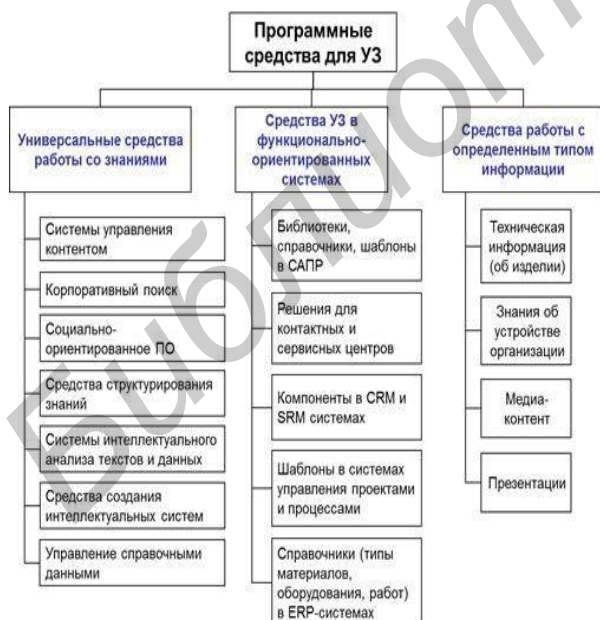 Программные
средства для УЗ
Универсальные средства
работы со знаниями
Системы управления
контентом
Корпоративный поиск
Социально-
ориентированное ПО
Средства структурирования
знаний
Системы интеллектуального
анализа текстов и данных
Средства создания
интеллектуальных систем
Управление справочными
данными
Средства УЗ в
функционально-
ориентированных
системах
Библиотеки,
справочники, шаблоны
в САПР
Решения для
контактных и
сервисных центров
Компоненты в CRM и
SRM системах
Шаблоны в системах
управления проектами
и процессами
Справочники (типы
материалов,
оборудования, работ)
в ERP-системах
Средства работы с
определенным типом
информации
Техническая
информация
(об изделии)
Знания об
устройстве
организации
Медиа-
контент
Презентации